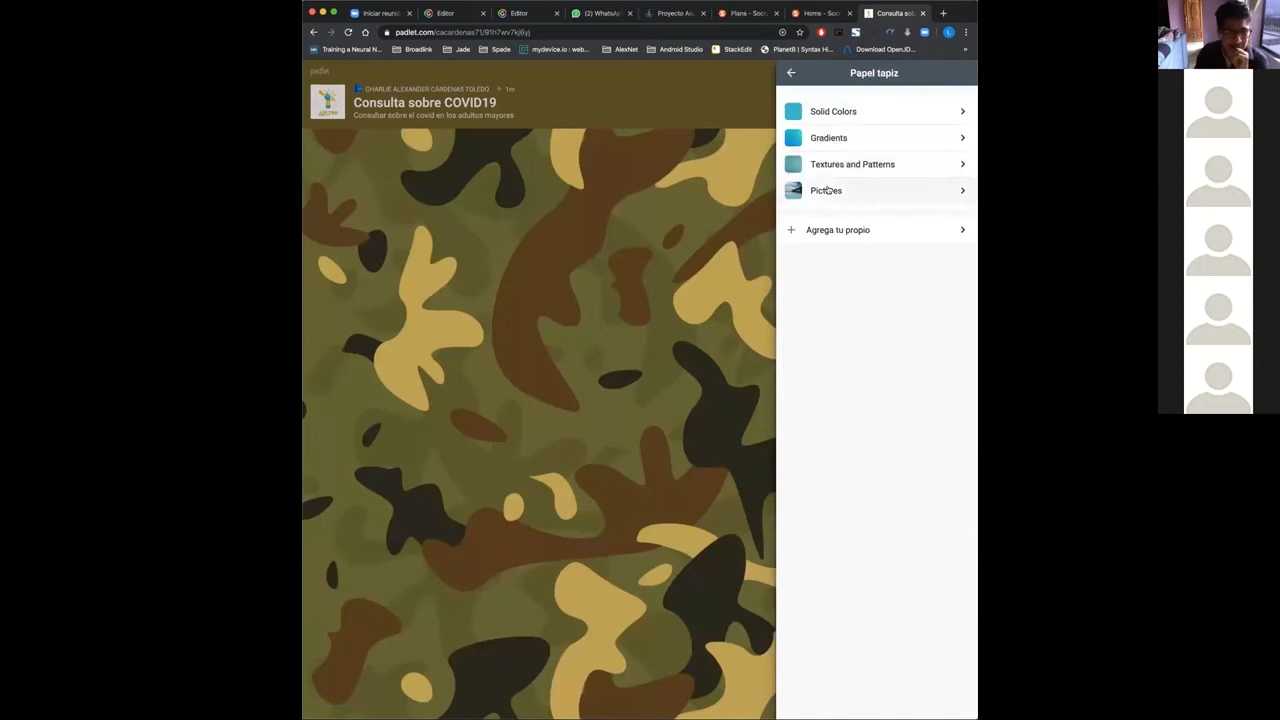 Iniciar reunió
Editor
Editor
(2) WhatsAp
Proyecto Asi
Plans - Socr
Home - Soc
Consulta sob
padlet.com/cacardenas71/91h7wv7kj6yj
Training a Neural N...
Broadlink
Jade
Spade
mydevice.io : web...
AlexNet
Android Studio
StackEdit
PlanetB | Syntax Hi...
Download OpenJD...
padlet
CHARLIE ALEXANDER CÁRDENAS TOLEDO
1m
Consulta sobre COVID19
Consultar sobre el covid en los adultos mayores
Papel tapiz
Solid Colors
Gradients
Textures and Patterns
Pictures
Agrega tu propio